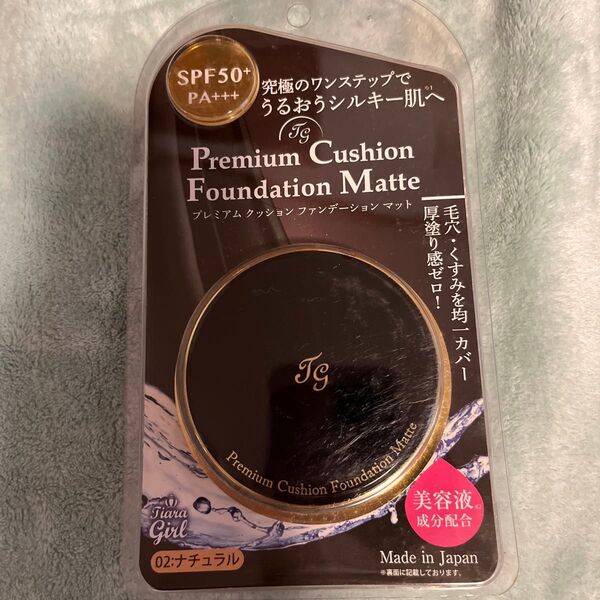 SPF50+
PA+++
究極のワンステップで
うるおうシルキー肌へ※1
TG
Premium Cushion
Foundation Matte
プレミアム クッション ファンデーション マット
毛穴・くすみを均一カバー
厚塗り感ゼロ!
TG
Premium Cushion Foundation Matte
Tiara
Girl
02:ナチュラル
美容液※2
成分配合
Made in Japan
※裏面に記載しております。